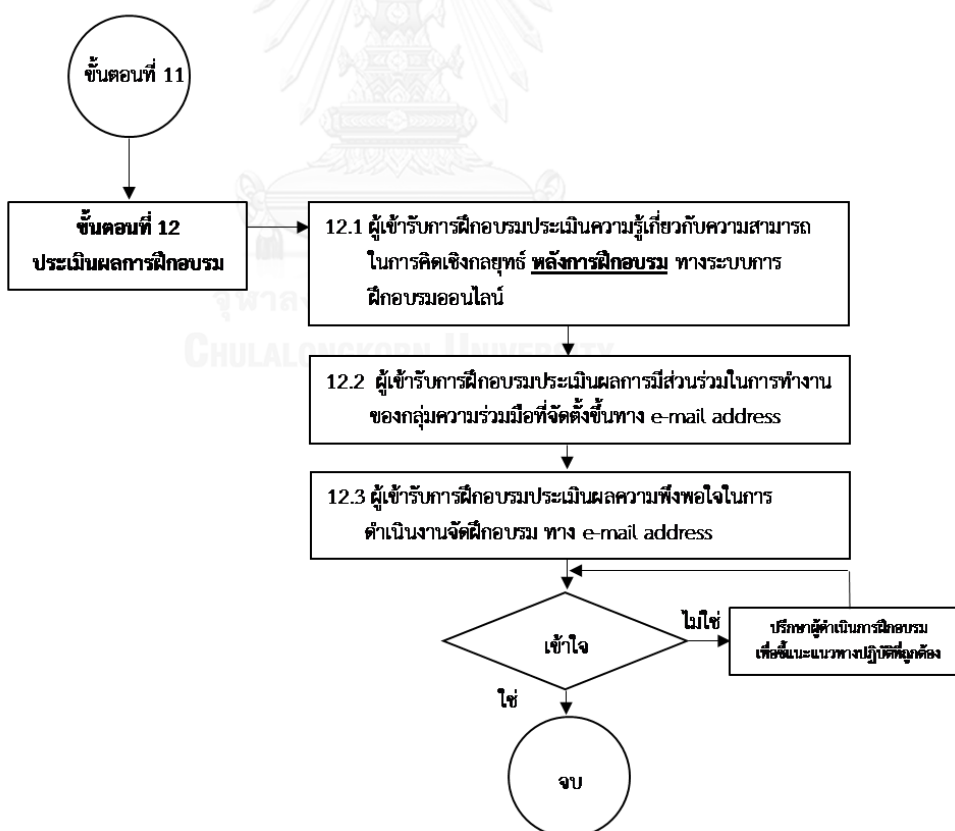 ขั้นตอนที่ 11
ขั้นตอนที่ 12
ประเมินผลการฝึกอบรม
12.1 ผู้เข้ารับการฝึกอบรมประเมินความรู้เกี่ยวกับความสามารถ
ในการคิดเชิงกลยุทธ์ หลังการฝึกอบรม ทางระบบการ
ฝึกอบรมออนไลน์
จุฬาลง
CHULALONGKORN UNIVERSITY
12.2 ผู้เข้ารับการฝึกอบรมประเมินผลการมีส่วนร่วมในการทำงาน
ของกลุ่มความร่วมมือที่จัดตั้งขึ้นทาง e-mail address
12.3 ผู้เข้ารับการฝึกอบรมประเมินผลความพึงพอใจในการ
ดำเนินงานจัดฝึกอบรม ทาง e-mail address
เข้าใจ
ไม่ใช่
ปรึกษาผู้ดำเนินการฝึกอบรม
เพื่อชี้แนะแนวทางปฏิบัติที่ถูกต้อง
ใช่
จบ